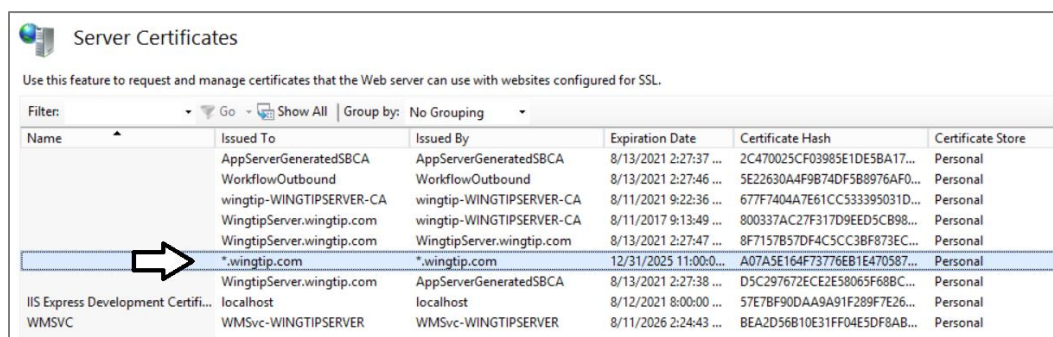 Server Certificates
Use this feature to request and manage certificates that the Web server can use with websites configured for SSL.
Filter: Go Show All Group by: No Grouping
Name Issued To Issued By Expiration Date Certificate Hash Certificate Store
AppServerGeneratedSBCA AppServerGeneratedSBCA 8/13/2021 2:27:37 ... 2C470025CF03985E1DE5BA17... Personal
WorkflowOutbound WorkflowOutbound 8/13/2021 2:27:46 ... 5E22630A4F9B74DF5B8976AF0... Personal
wingtip-WINGTIPSERVER-CA wingtip-WINGTIPSERVER-CA 8/11/2021 9:22:36 ... 677F7404A7E61CC533395031D... Personal
WingtipServer.wingtip.com wingtip-WINGTIPSERVER-CA 8/11/2017 9:13:49 ... 800337AC27F317D9EED5CB98... Personal
WingtipServer.wingtip.com WingtipServer.wingtip.com 8/13/2021 2:27:47 ... 8F7157B57DF4C5CC3BF873EC... Personal
*.wingtip.com *.wingtip.com 12/31/2025 11:00:0... A07A5E164F73776EB1E470587... Personal
WingtipServer.wingtip.com AppServerGeneratedSBCA 8/13/2021 2:27:38 ... D5C297672ECE2E58065F68BC... Personal
IIS Express Development Certifi... localhost localhost 8/12/2021 8:00:00 ... 57E7BF90DAA9A91F289F7E26... Personal
WMSVC WMSvc-WINGTIPSERVER WMSvc-WINGTIPSERVER 8/11/2026 2:24:43 ... BEA2D56B10E31FF04E5DF8AB... Personal